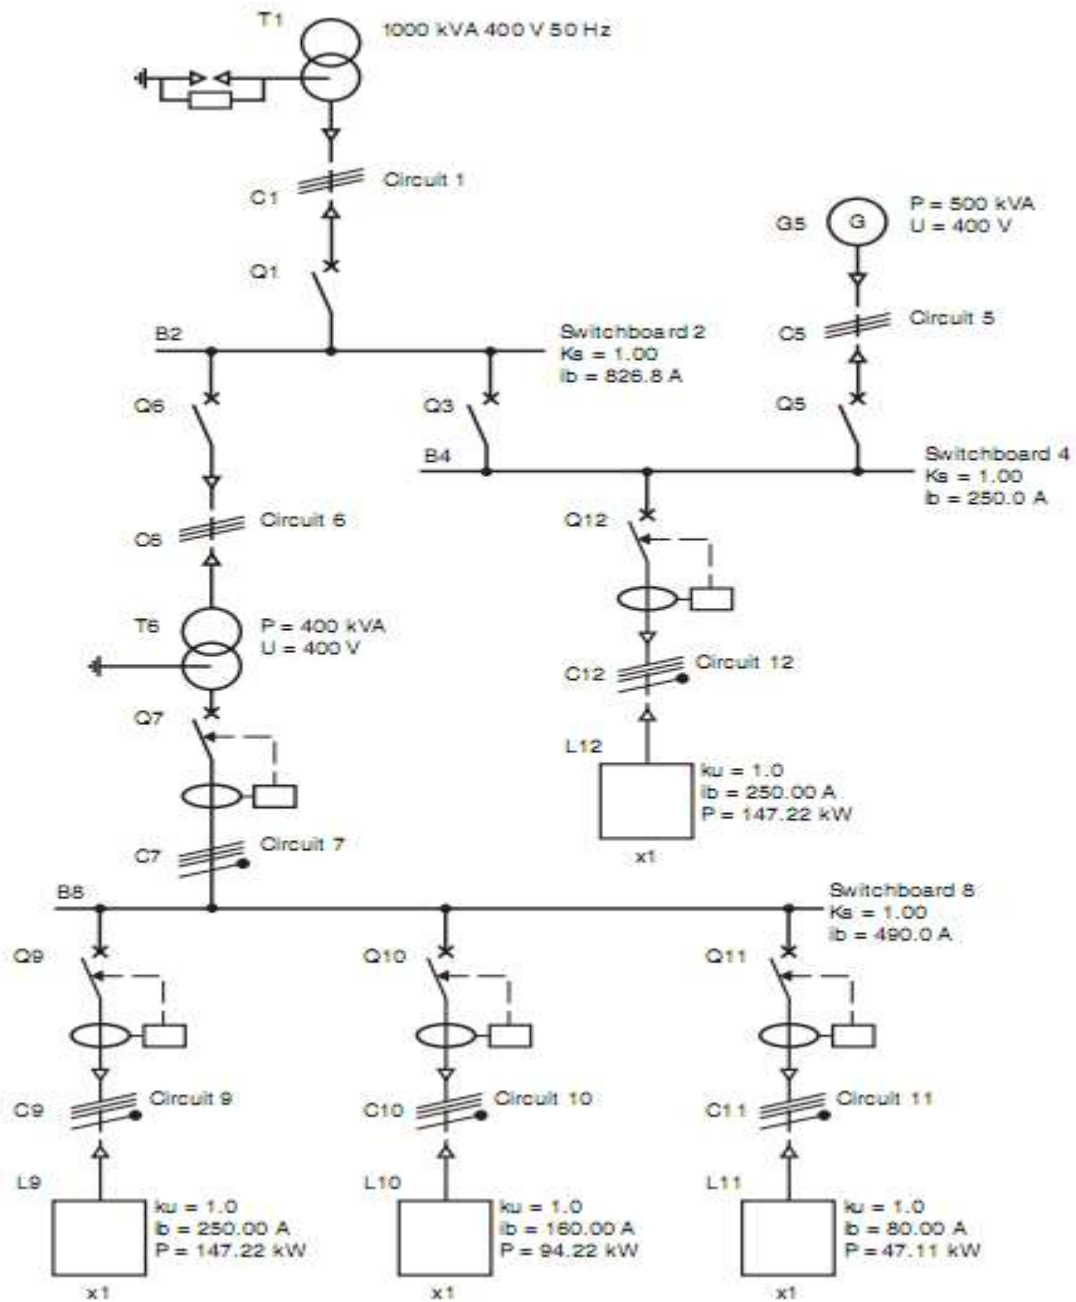 T1
1000 kVA 400 V 50 Hz
C1
Circuit 1
G5
G
P = 500 kVA
U = 400 V
Q1
C5
Circuit 5
B2
Switchboard 2
Ks = 1.00
ib = 826.8 A
Q6
Q3
Q5
B4
Switchboard 4
Ks = 1.00
ib = 250.0 A
C6
Circuit 6
Q12
T6
P = 400 kVA
U = 400 V
C12
Circuit 12
Q7
L12
ku = 1.0
ib = 250.00 A
P = 147.22 kW
x1
C7
Circuit 7
B8
Switchboard 8
Ks = 1.00
ib = 490.0 A
Q9
Q10
Q11
C9
Circuit 9
C10
Circuit 10
C11
Circuit 11
L9
ku = 1.0
ib = 250.00 A
P = 147.22 kW
x1
L10
ku = 1.0
ib = 160.00 A
P = 94.22 kW
x1
L11
ku = 1.0
ib = 80.00 A
P = 47.11 kW
x1